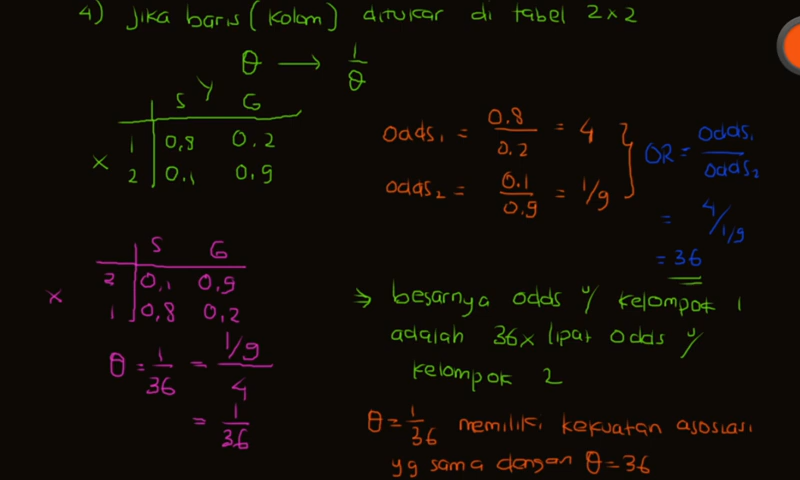 4) Jika baris (kolom) ditukar di tabel 2x2
θ → 1/θ
Y
S G
X
1 0,8 0.2
2 0.1 0.9
odds₁ = 0.8/0.2 = 4
odds₂ = 0.1/0.9 = 1/9
OR = odds₁/odds₂
= 4/1/9
= 36
S G
X
2 0,1 0,9
1 0,8 0,2
θ = 1/36 = 1/9/4
= 1/36
⇒ besarnya odds u/ kelompok 1
adalah 36x lipat odds u/
kelompok 2
θ = 1/36 memiliki kekuatan asosiasi
yg sama dengan θ = 36